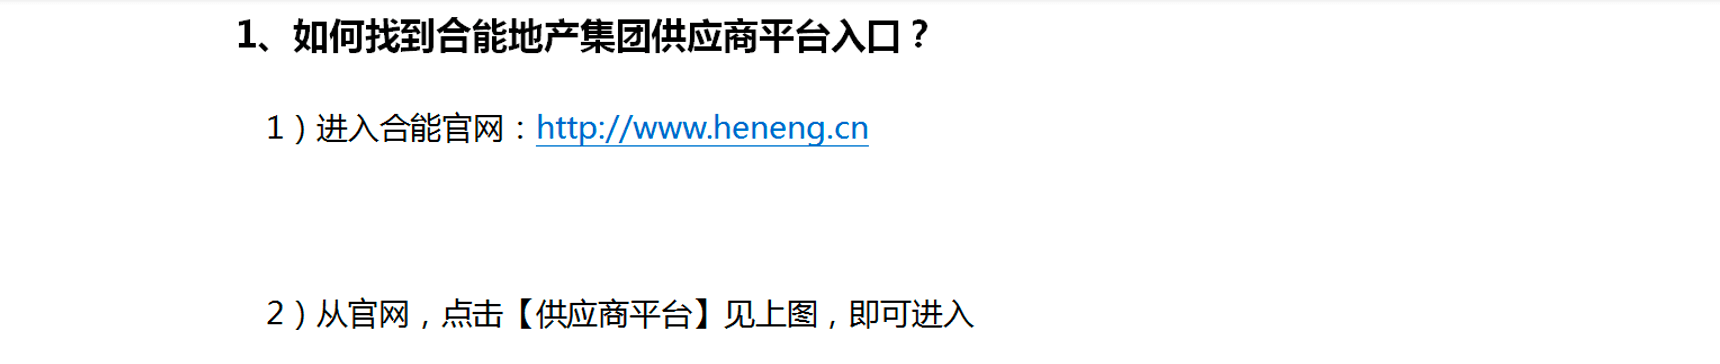 1、如何找到合能地产集团供应商平台入口？
1）进入合能官网：http://www.heneng.cn
2）从官网，点击【供应商平台】见上图，即可进入